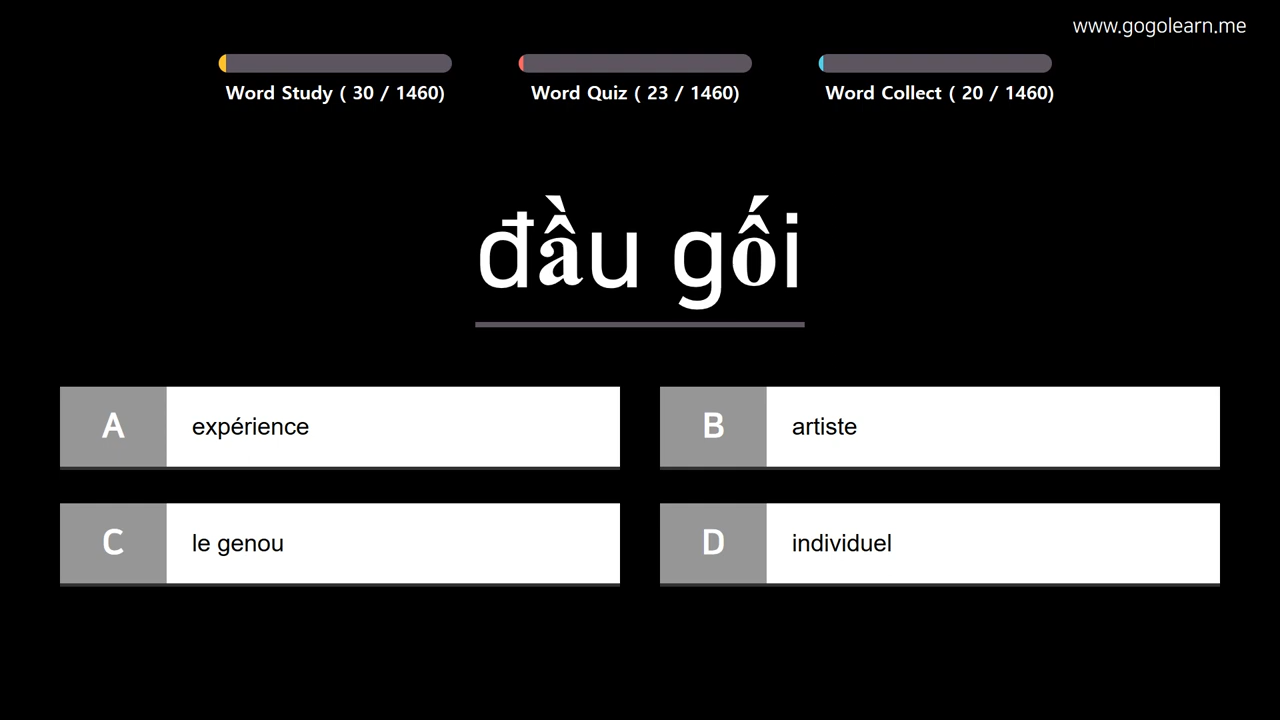 www.gogolearn.me
Word Study ( 30 / 1460)
Word Quiz ( 23 / 1460)
Word Collect ( 20 / 1460)
đầu gối
A expérience
B artiste
C le genou
D individuel